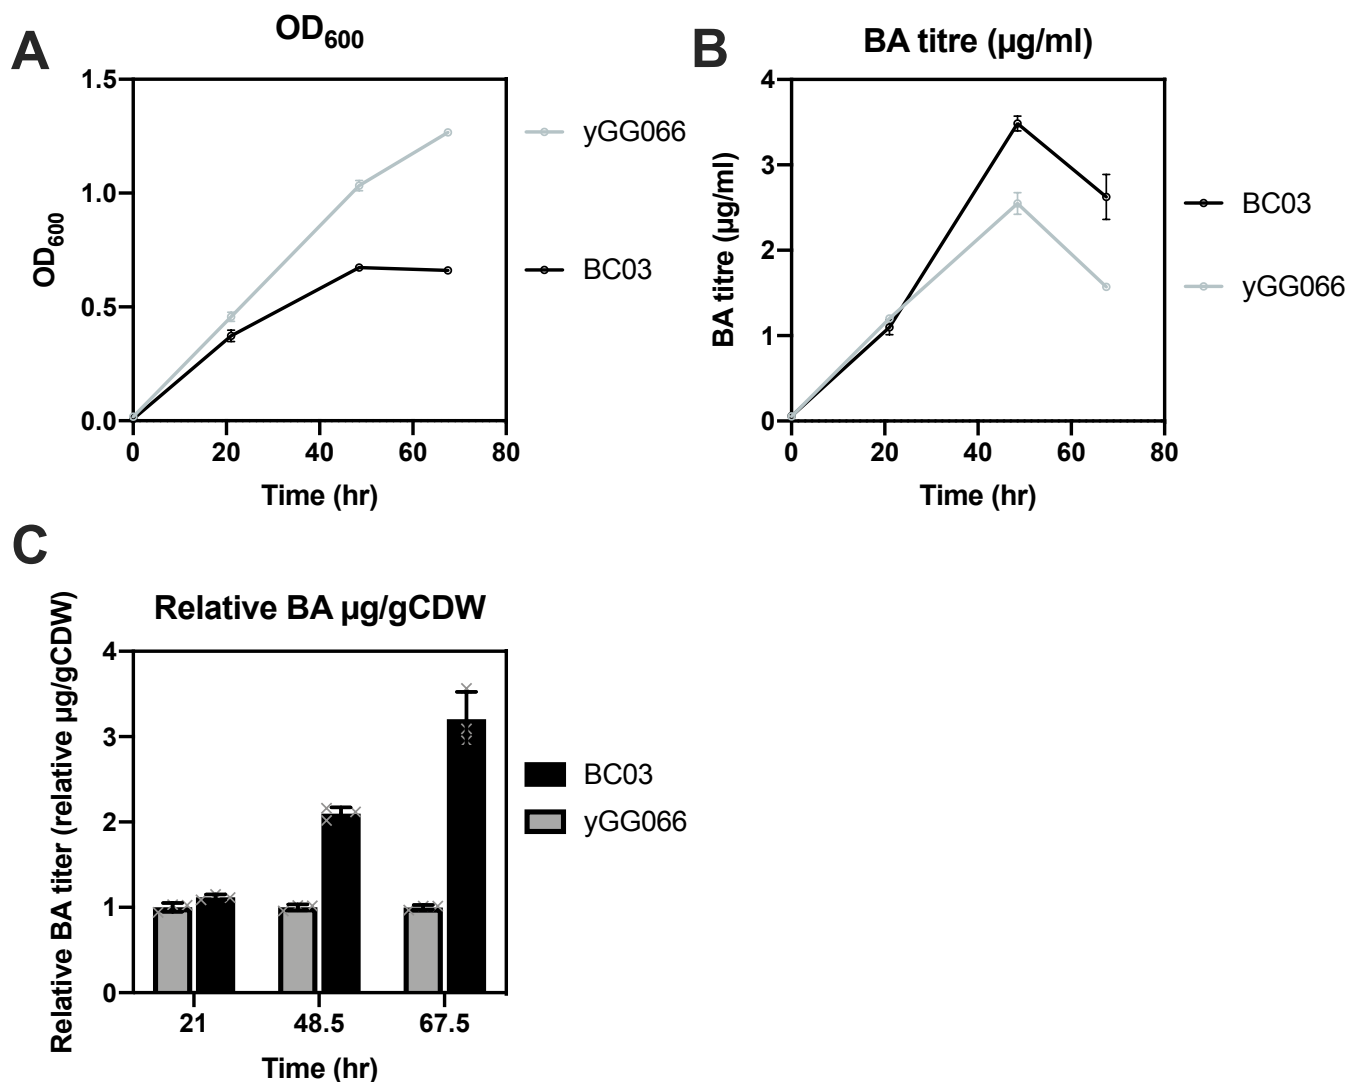 A
OD600
1.5
1.0
0.5
0.0
OD600
0 20 40 60 80
Time (hr)
yGG066
BC03
B
BA titre (µg/ml)
4
3
2
1
0
BA titre (µg/ml)
0 20 40 60 80
Time (hr)
BC03
yGG066
C
Relative BA µg/gCDW
4
3
2
1
0
Relative BA titer (relative µg/gCDW)
21 48.5 67.5
Time (hr)
BC03
yGG066